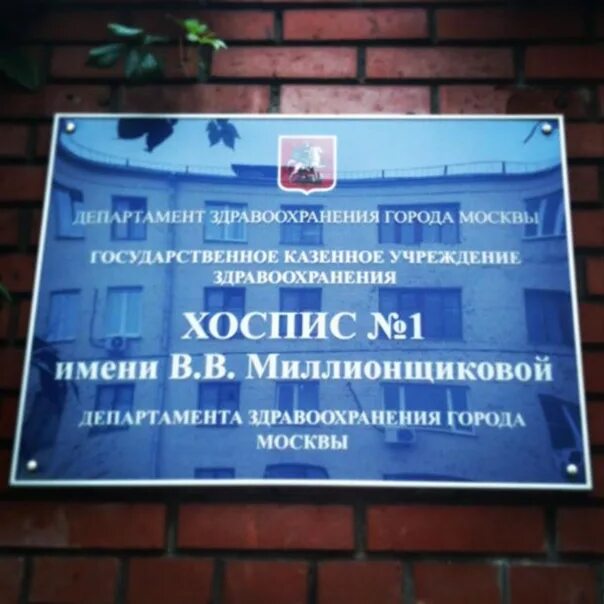 ДЕПАРТАМЕНТ ЗДРАВООХРАНЕНИЯ ГОРОДА МОСКВЫ
ГОСУДАРСТВЕННОЕ КАЗЕННОЕ УЧРЕЖДЕНИЕ
ЗДРАВООХРАНЕНИЯ
ХОСПИС №1
имени В.В. Миллионщиковой
ДЕПАРТАМЕНТА ЗДРАВООХРАНЕНИЯ ГОРОДА
МОСКВЫ